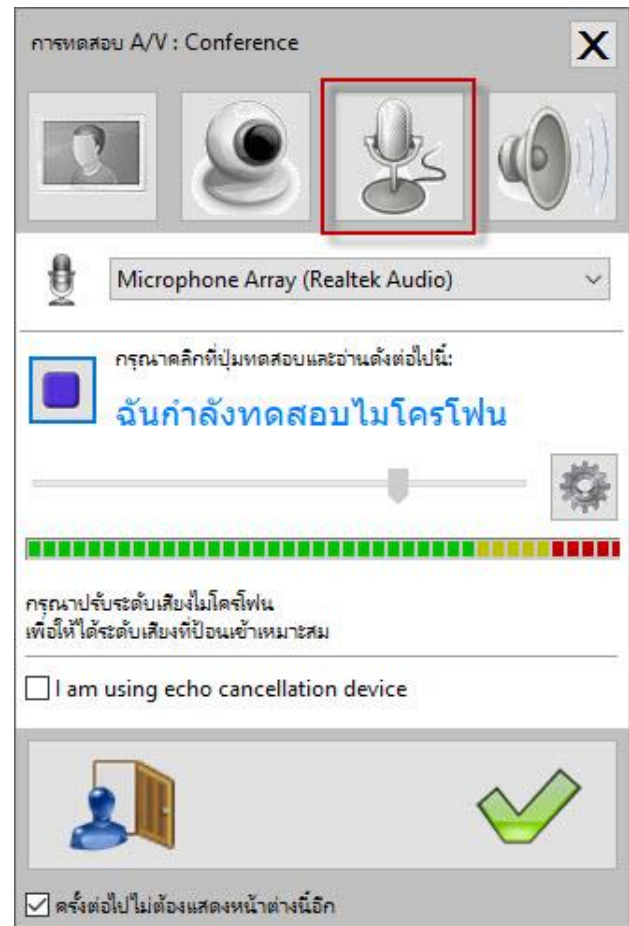 การทดสอบ A/V : Conference
X
Microphone Array (Realtek Audio)
กรุณาคลิกที่ปุ่มทดสอบและอ่านดังต่อไปนี้:
ฉันกำลังทดสอบไมโครโฟน
กรุณาปรับระดับเสียงไมโครโฟน
เพื่อให้ได้ระดับเสียงที่ป้อนเข้าเหมาะสม
I am using echo cancellation device
ครั้งต่อไปไม่ต้องแสดงหน้าต่างนี้อีก